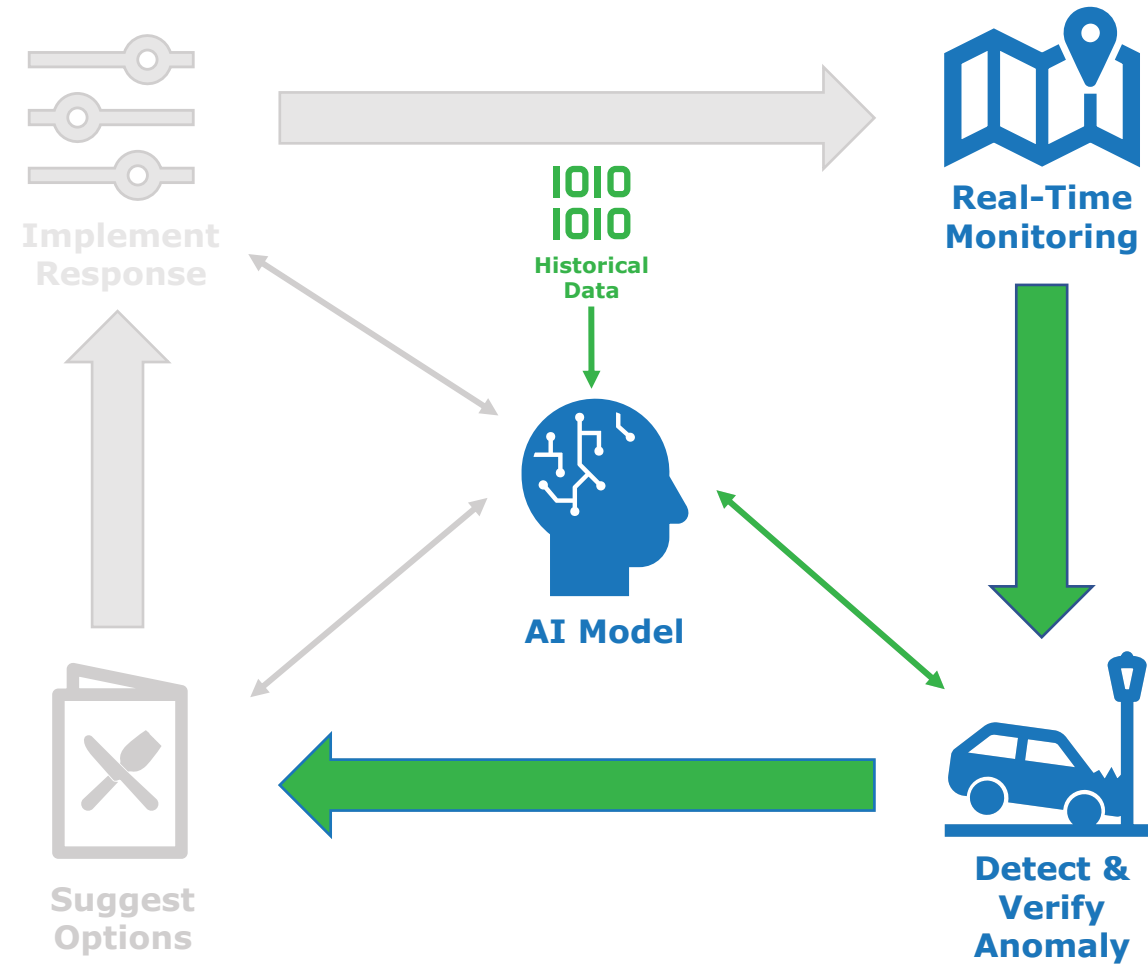 Implement
Response
1010
1010
Historical
Data
Real-Time
Monitoring
AI Model
Suggest
Options
Detect &
Verify
Anomaly